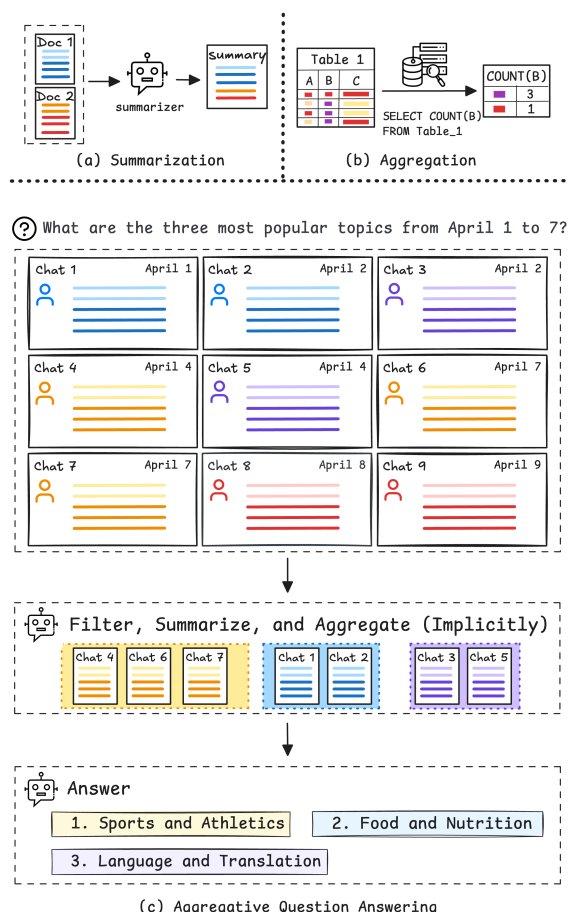 Doc 1
Doc 2
summarizer
Summary
(a) Summarization
Table 1
A B C
SELECT COUNT(B)
FROM Table_1
COUNT(B)
3
1
(b) Aggregation
? What are the three most popular topics from April 1 to 7?
Chat 1 April 1
Chat 2 April 2
Chat 3 April 2
Chat 4 April 4
Chat 5 April 4
Chat 6 April 7
Chat 7 April 7
Chat 8 April 8
Chat 9 April 9
Filter, Summarize, and Aggregate (Implicitly)
Chat 4 Chat 6 Chat 7 Chat 1 Chat 2 Chat 3 Chat 5
Answer
1. Sports and Athletics
2. Food and Nutrition
3. Language and Translation
(c) Aggregative Question Answering